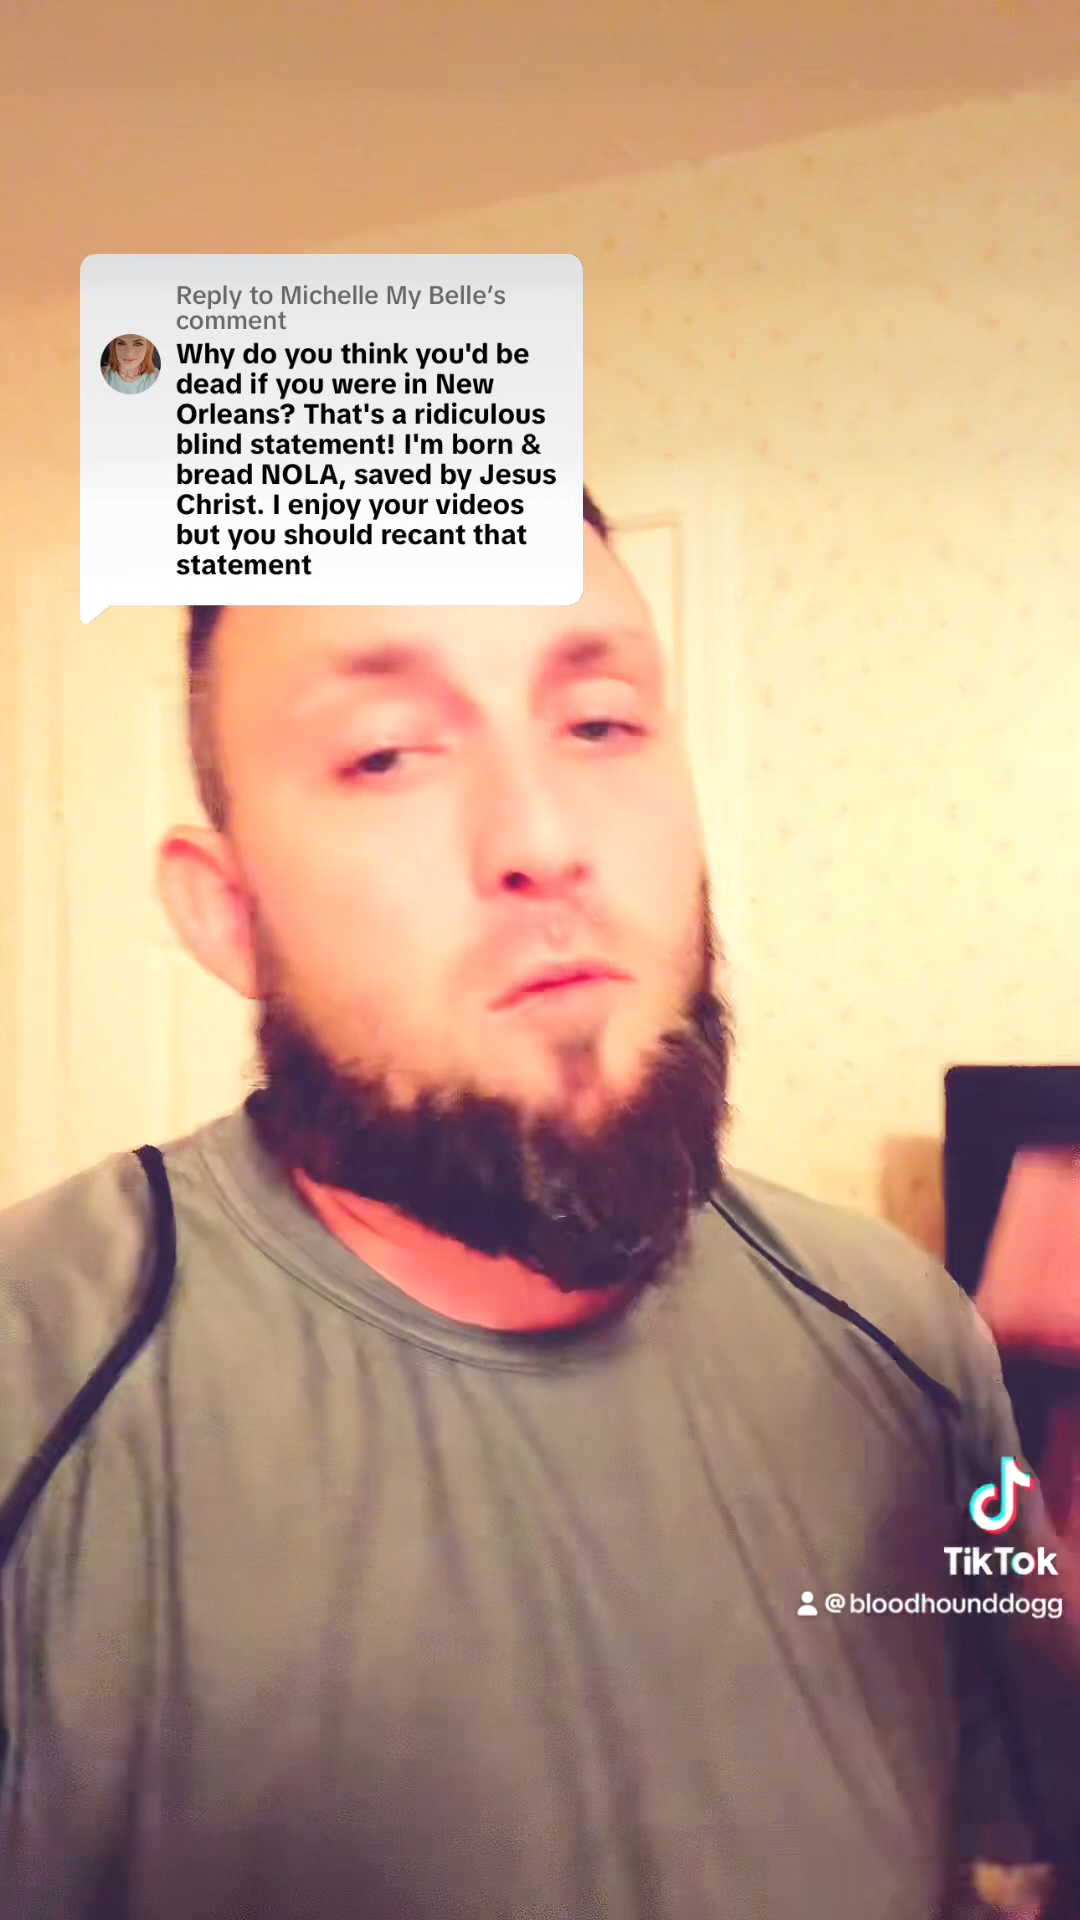 Reply to Michelle My Belle’s
comment
Why do you think you'd be
dead if you were in New
Orleans? That's a ridiculous
blind statement! I'm born &
bread NOLA, saved by Jesus
Christ. I enjoy your videos
but you should recant that
statement
TikTok
@bloodhounddogg